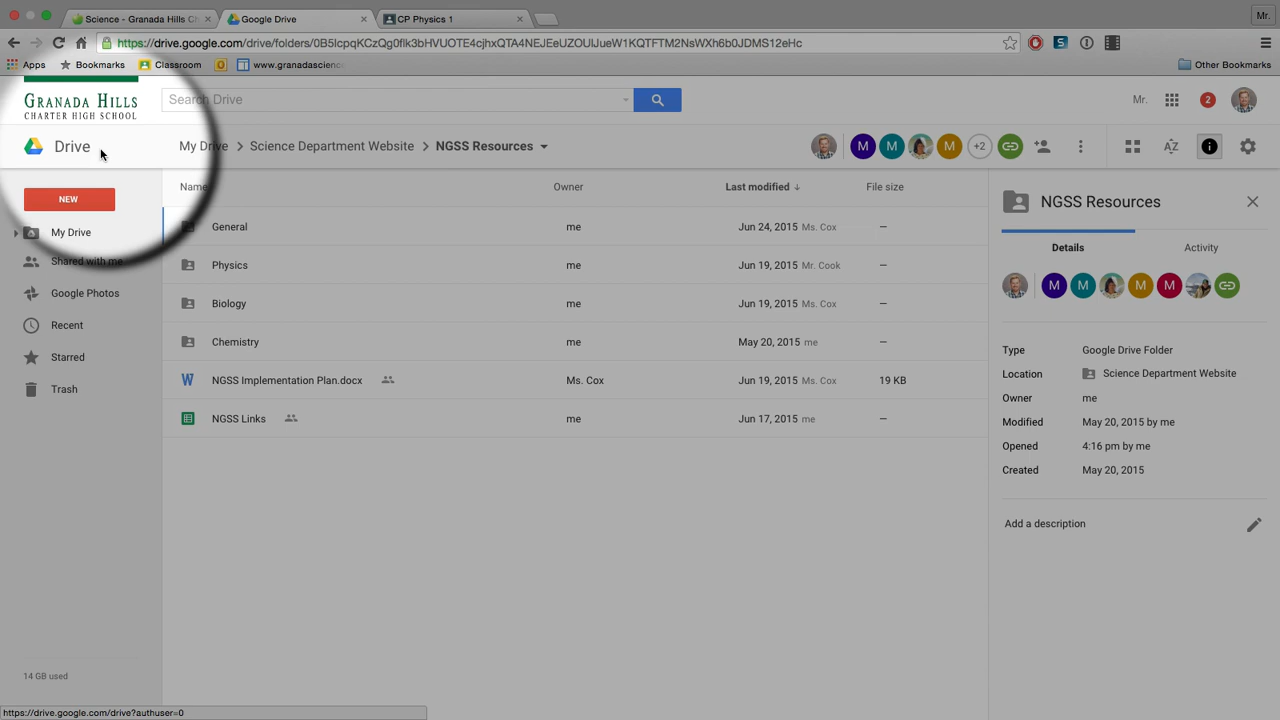 Science - Granada Hills Ch
Google Drive
CP Physics 1
Mr.
https://drive.google.com/drive/folders/0B5lcpqKCzQg0flk3bHVUOTE4cjhxQTA4NEJEeUZOUlJueW1KQTFTM2NsWXh6b0JDMS12eHc
Apps
Bookmarks
Classroom
www.granadascienc
Other Bookmarks
GRANADA HILLS
CHARTER HIGH SCHOOL
Search Drive
Mr.
2
Drive
My Drive
Science Department Website
NGSS Resources
M
M
M
+2
NEW
Name
Owner
Last modified
File size
NGSS Resources
My Drive
General
me
Jun 24, 2015 Ms. Cox
–
Details
Activity
Shared with me
Physics
me
Jun 19, 2015 Mr. Cook
–
M
M
M
M
Google Photos
Biology
me
Jun 19, 2015 Ms. Cox
–
Recent
Chemistry
me
May 20, 2015 me
–
Starred
NGSS Implementation Plan.docx
Ms. Cox
Jun 19, 2015 Ms. Cox
19 KB
Trash
NGSS Links
me
Jun 17, 2015 me
–
Type
Google Drive Folder
Location
Science Department Website
Owner
me
Modified
May 20, 2015 by me
Opened
4:16 pm by me
Created
May 20, 2015
Add a description
14 GB used
https://drive.google.com/drive?authuser=0